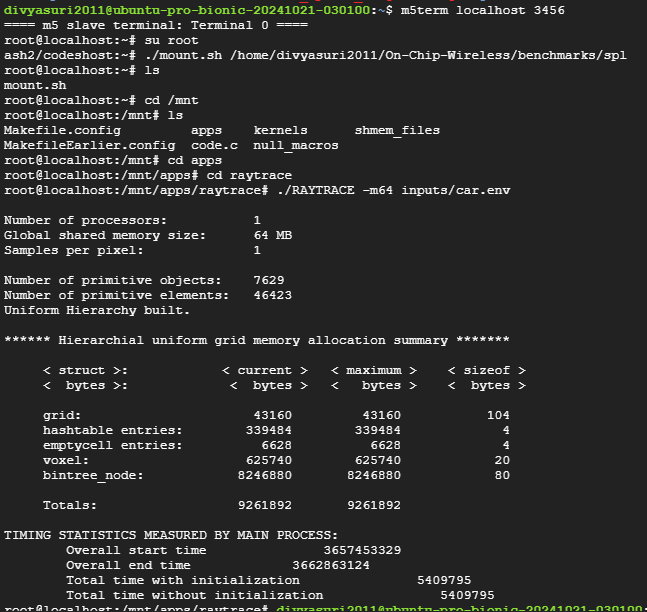 divyasuri2011@ubuntu-pro-bionic-20241021-030100:~$ m5term localhost 3456
==== m5 slave terminal: Terminal 0 ====
root@localhost:~# su root
ash2/codeshost:~# ./mount.sh /home/divyasuri2011/On-Chip-Wireless/benchmarks/spl
root@localhost:~# ls
mount.sh
root@localhost:~# cd /mnt
root@localhost:/mnt# ls
Makefile.config         apps    kernels      shmem_files
MakefileEarlier.config  code.c  null_macros
root@localhost:/mnt# cd apps
root@localhost:/mnt/apps# cd raytrace
root@localhost:/mnt/apps/raytrace# ./RAYTRACE -m64 inputs/car.env
Number of processors:           1
Global shared memory size:      64 MB
Samples per pixel:              1
Number of primitive objects:    7629
Number of primitive elements:   46423
Uniform Hierarchy built.
****** Hierarchial uniform grid memory allocation summary *******
< struct >:            < current >   < maximum >    < sizeof >
<  bytes >:             <  bytes >   <   bytes >    <  bytes >
grid:                       43160         43160           104
hashtable entries:         339484        339484             4
emptycell entries:           6628          6628             4
voxel:                     625740        625740            20
bintree_node:             8246880       8246880            80
Totals:                   9261892       9261892
TIMING STATISTICS MEASURED BY MAIN PROCESS:
Overall start time               3657453329
Overall end time             3662863124
Total time with initialization               5409795
Total time without initialization               5409795
root@localhost:/mnt/apps/raytrace# divyasuri2011@ubuntu-pro-bionic-20241021-030100: